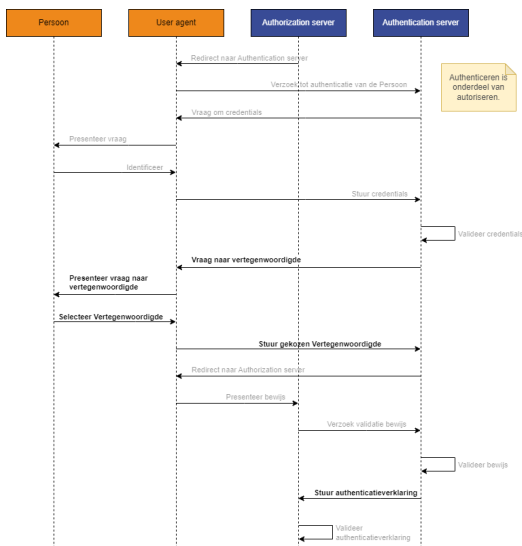 Persoon
User agent
Authorization server
Authentication server
Redirect naar Authentication server
Authenticeren is
onderdeel van
autoriseren.
Verzoek tot authenticatie van de Persoon
Vraag om credentials
Presenteer vraag
Identificeer
Stuur credentials
Valideer credentials
Vraag naar vertegenwoordigde
Presenteer vraag naar
vertegenwoordigde
Selecteer Vertegenwoordigde
Stuur gekozen Vertegenwoordigde
Redirect naar Authorization server
Presenteer bewijs
Verzoek validatie bewijs
Valideer bewijs
Stuur authenticatieverklaring
Valideer
authenticatieverklaring